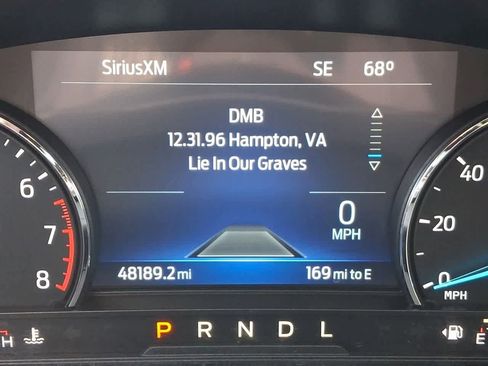 SiriusXM SE 68°
DMB
12.31.96 Hampton, VA
Lie In Our Graves
0
MPH
48189.2 mi 169 mi to E
6
7
8
40
20
0
MPH
H P R N D L E